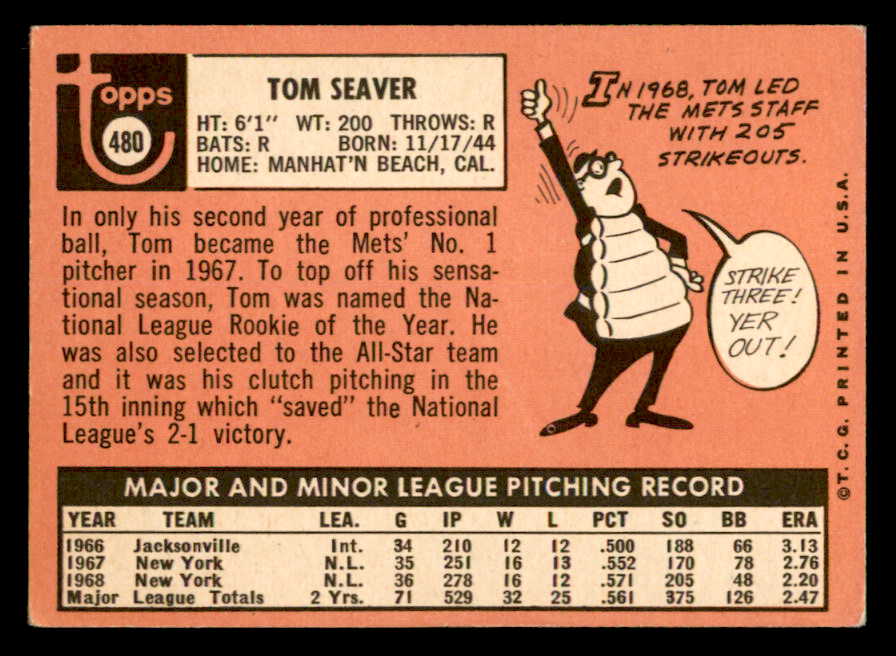 topps
480
TOM SEAVER
HT: 6'1" WT: 200 THROWS: R
BATS: R BORN: 11/17/44
HOME: MANHAT'N BEACH, CAL.
In only his second year of professional
ball, Tom became the Mets' No. 1
pitcher in 1967. To top off his sensa-
tional season, Tom was named the Na-
tional League Rookie of the Year. He
was also selected to the All-Star team
and it was his clutch pitching in the
15th inning which "saved" the National
League's 2-1 victory.
IN 1968, TOM LED
THE METS STAFF
WITH 205
STRIKEOUTS.
STRIKE
THREE!
YER
OUT!
©T. C. G. PRINTED IN U.S.A.
MAJOR AND MINOR LEAGUE PITCHING RECORD
YEAR TEAM LEA. G IP W L PCT SO BB ERA
1966 Jacksonville Int. 34 210 12 12 .500 188 66 3.13
1967 New York N.L. 35 251 16 13 .552 170 78 2.76
1968 New York N.L. 36 278 16 12 .571 205 48 2.20
Major League Totals 2 Yrs. 71 529 32 25 .561 375 126 2.47